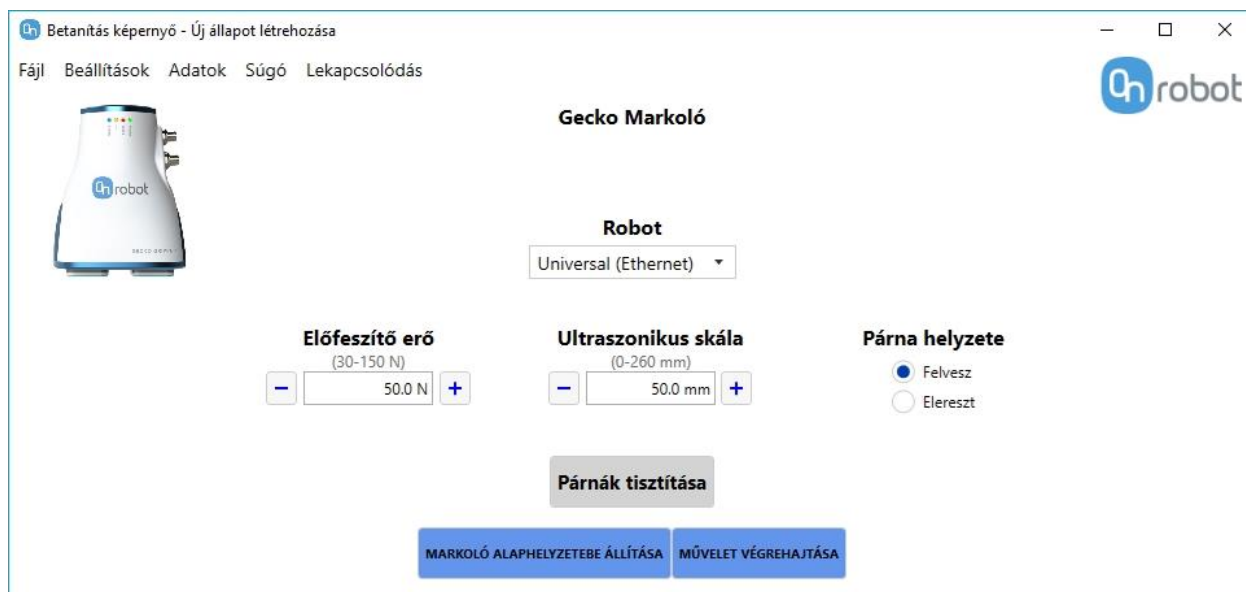 Betanítás képernyő - Új állapot létrehozása
Fájl Beállítások Adatok Súgó Lekapcsolódás
On robot
Gecko Markoló
On robot
Robot
Universal (Ethernet)
Előfeszítő erő Ultraszonikus skála Párna helyzete
(30-150 N) (0-260 mm)
Felvesz
− 50.0 N + − 50.0 mm +
Elereszt
Párnák tisztítása
MARKOLÓ ALAPHELYZETEBE ÁLLÍTÁSA MŰVELET VÉGREHAJTÁSA